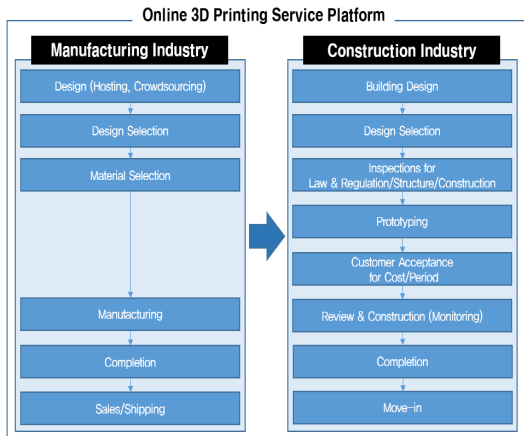 Online 3D Printing Service Platform
Manufacturing Industry
Design (Hosting, Crowdsourcing)
Design Selection
Material Selection
Manufacturing
Completion
Sales/Shipping
Construction Industry
Building Design
Design Selection
Inspections for
Law & Regulation/Structure/Construction
Prototyping
Customer Acceptance
for Cost/Period
Review & Construction (Monitoring)
Completion
Move-in